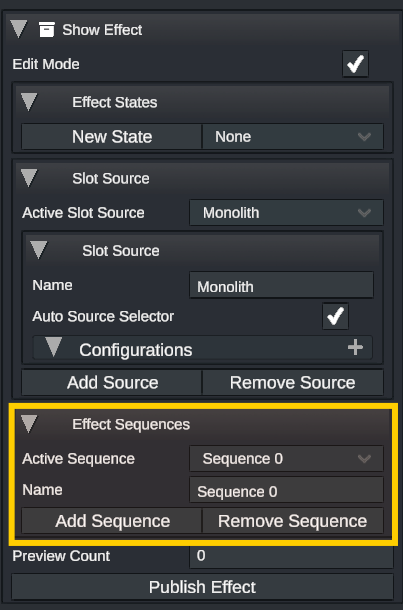 Show Effect
Edit Mode
Effect States
New State None
Slot Source
Active Slot Source Monolith
Slot Source
Name Monolith
Auto Source Selector
Configurations
Add Source Remove Source
Effect Sequences
Active Sequence Sequence 0
Name Sequence 0
Add Sequence Remove Sequence
Preview Count 0
Publish Effect